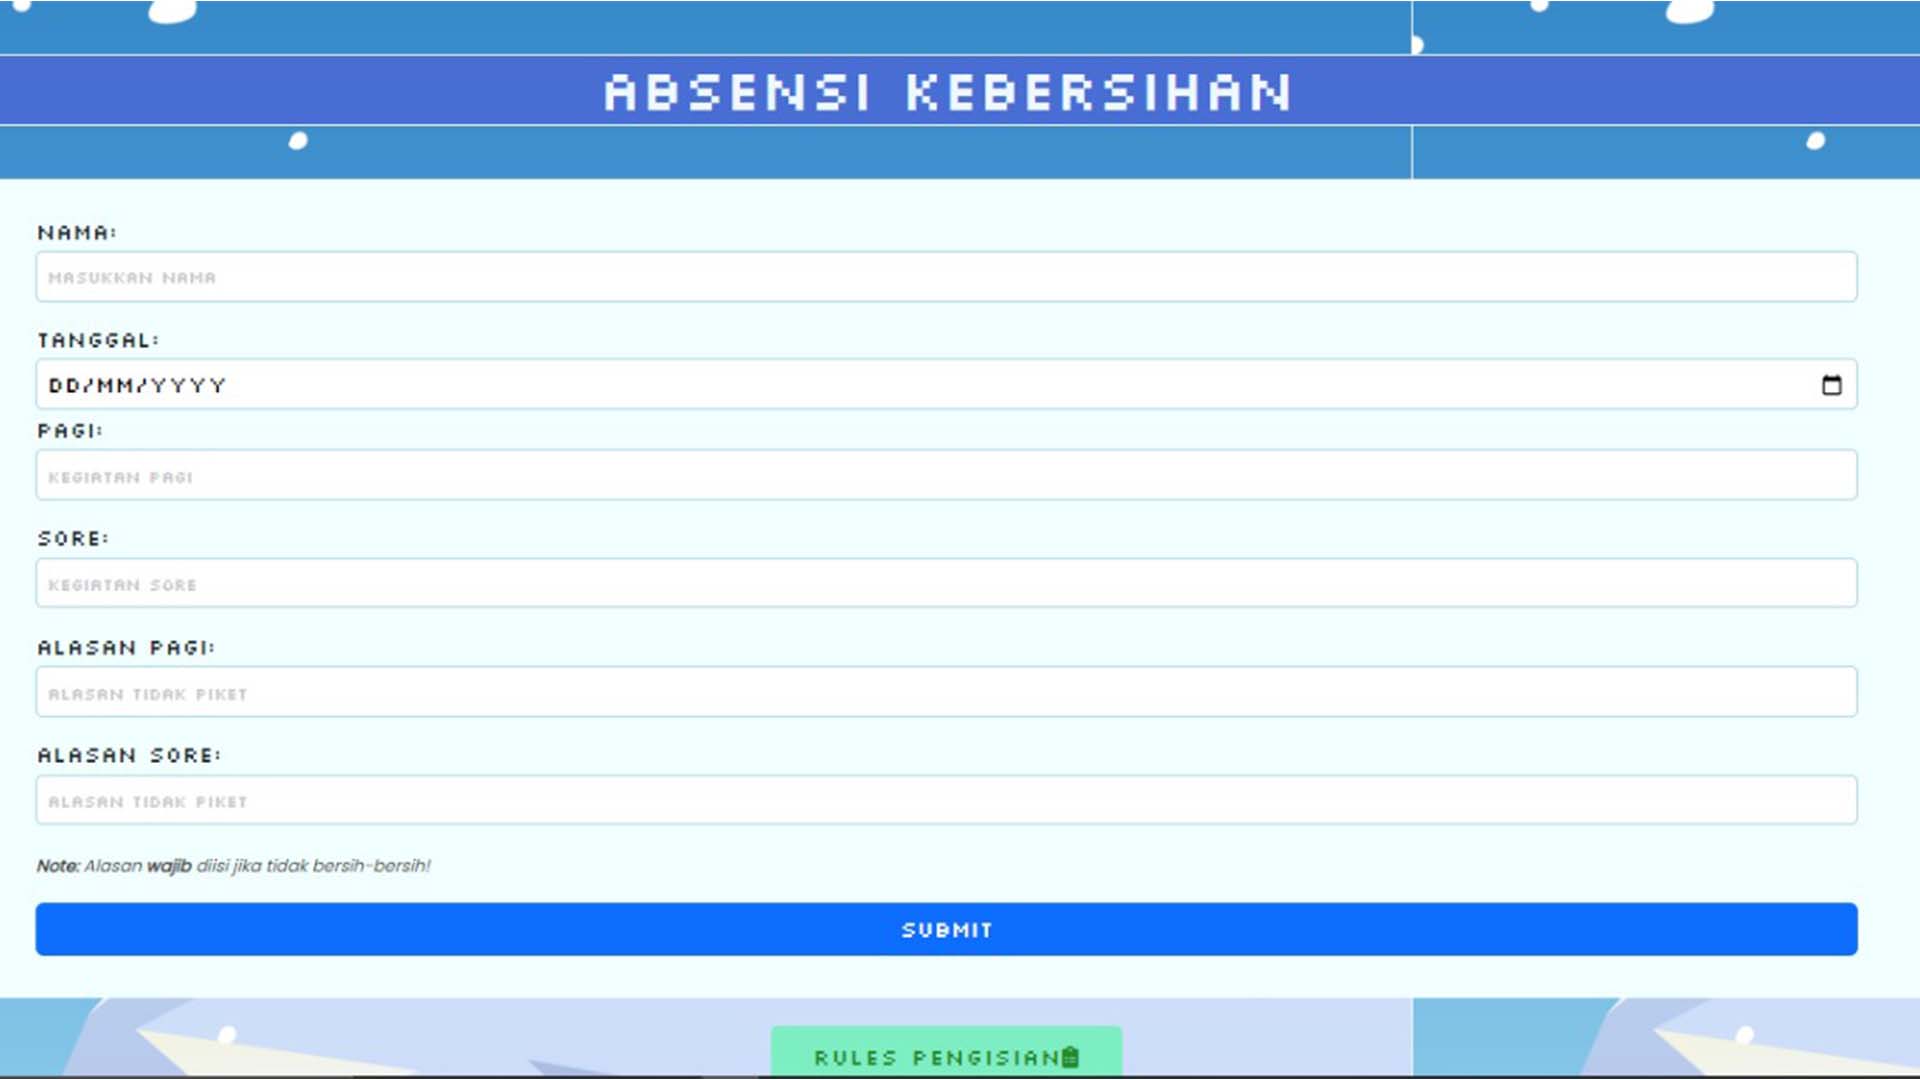 ABSENSI KEBERSIHAN
NAMA:
MASUKKAN NAMA
TANGGAL:
DD/MM/YYYY
PAGI:
KEGIATAN PAGI
SORE:
KEGIATAN SORE
ALASAN PAGI:
ALASAN TIDAK PIKET
ALASAN SORE:
ALASAN TIDAK PIKET
Note: Alasan wajib diisi jika tidak bersih-bersih!
SUBMIT
RULES PENGISIAN